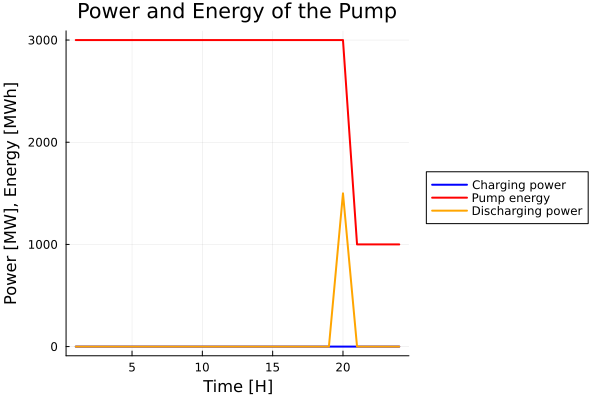 Power and Energy of the Pump
Power [MW], Energy [MWh]
3000
2000
1000
0
5
10
15
20
Time [H]
Charging power
Pump energy
Discharging power